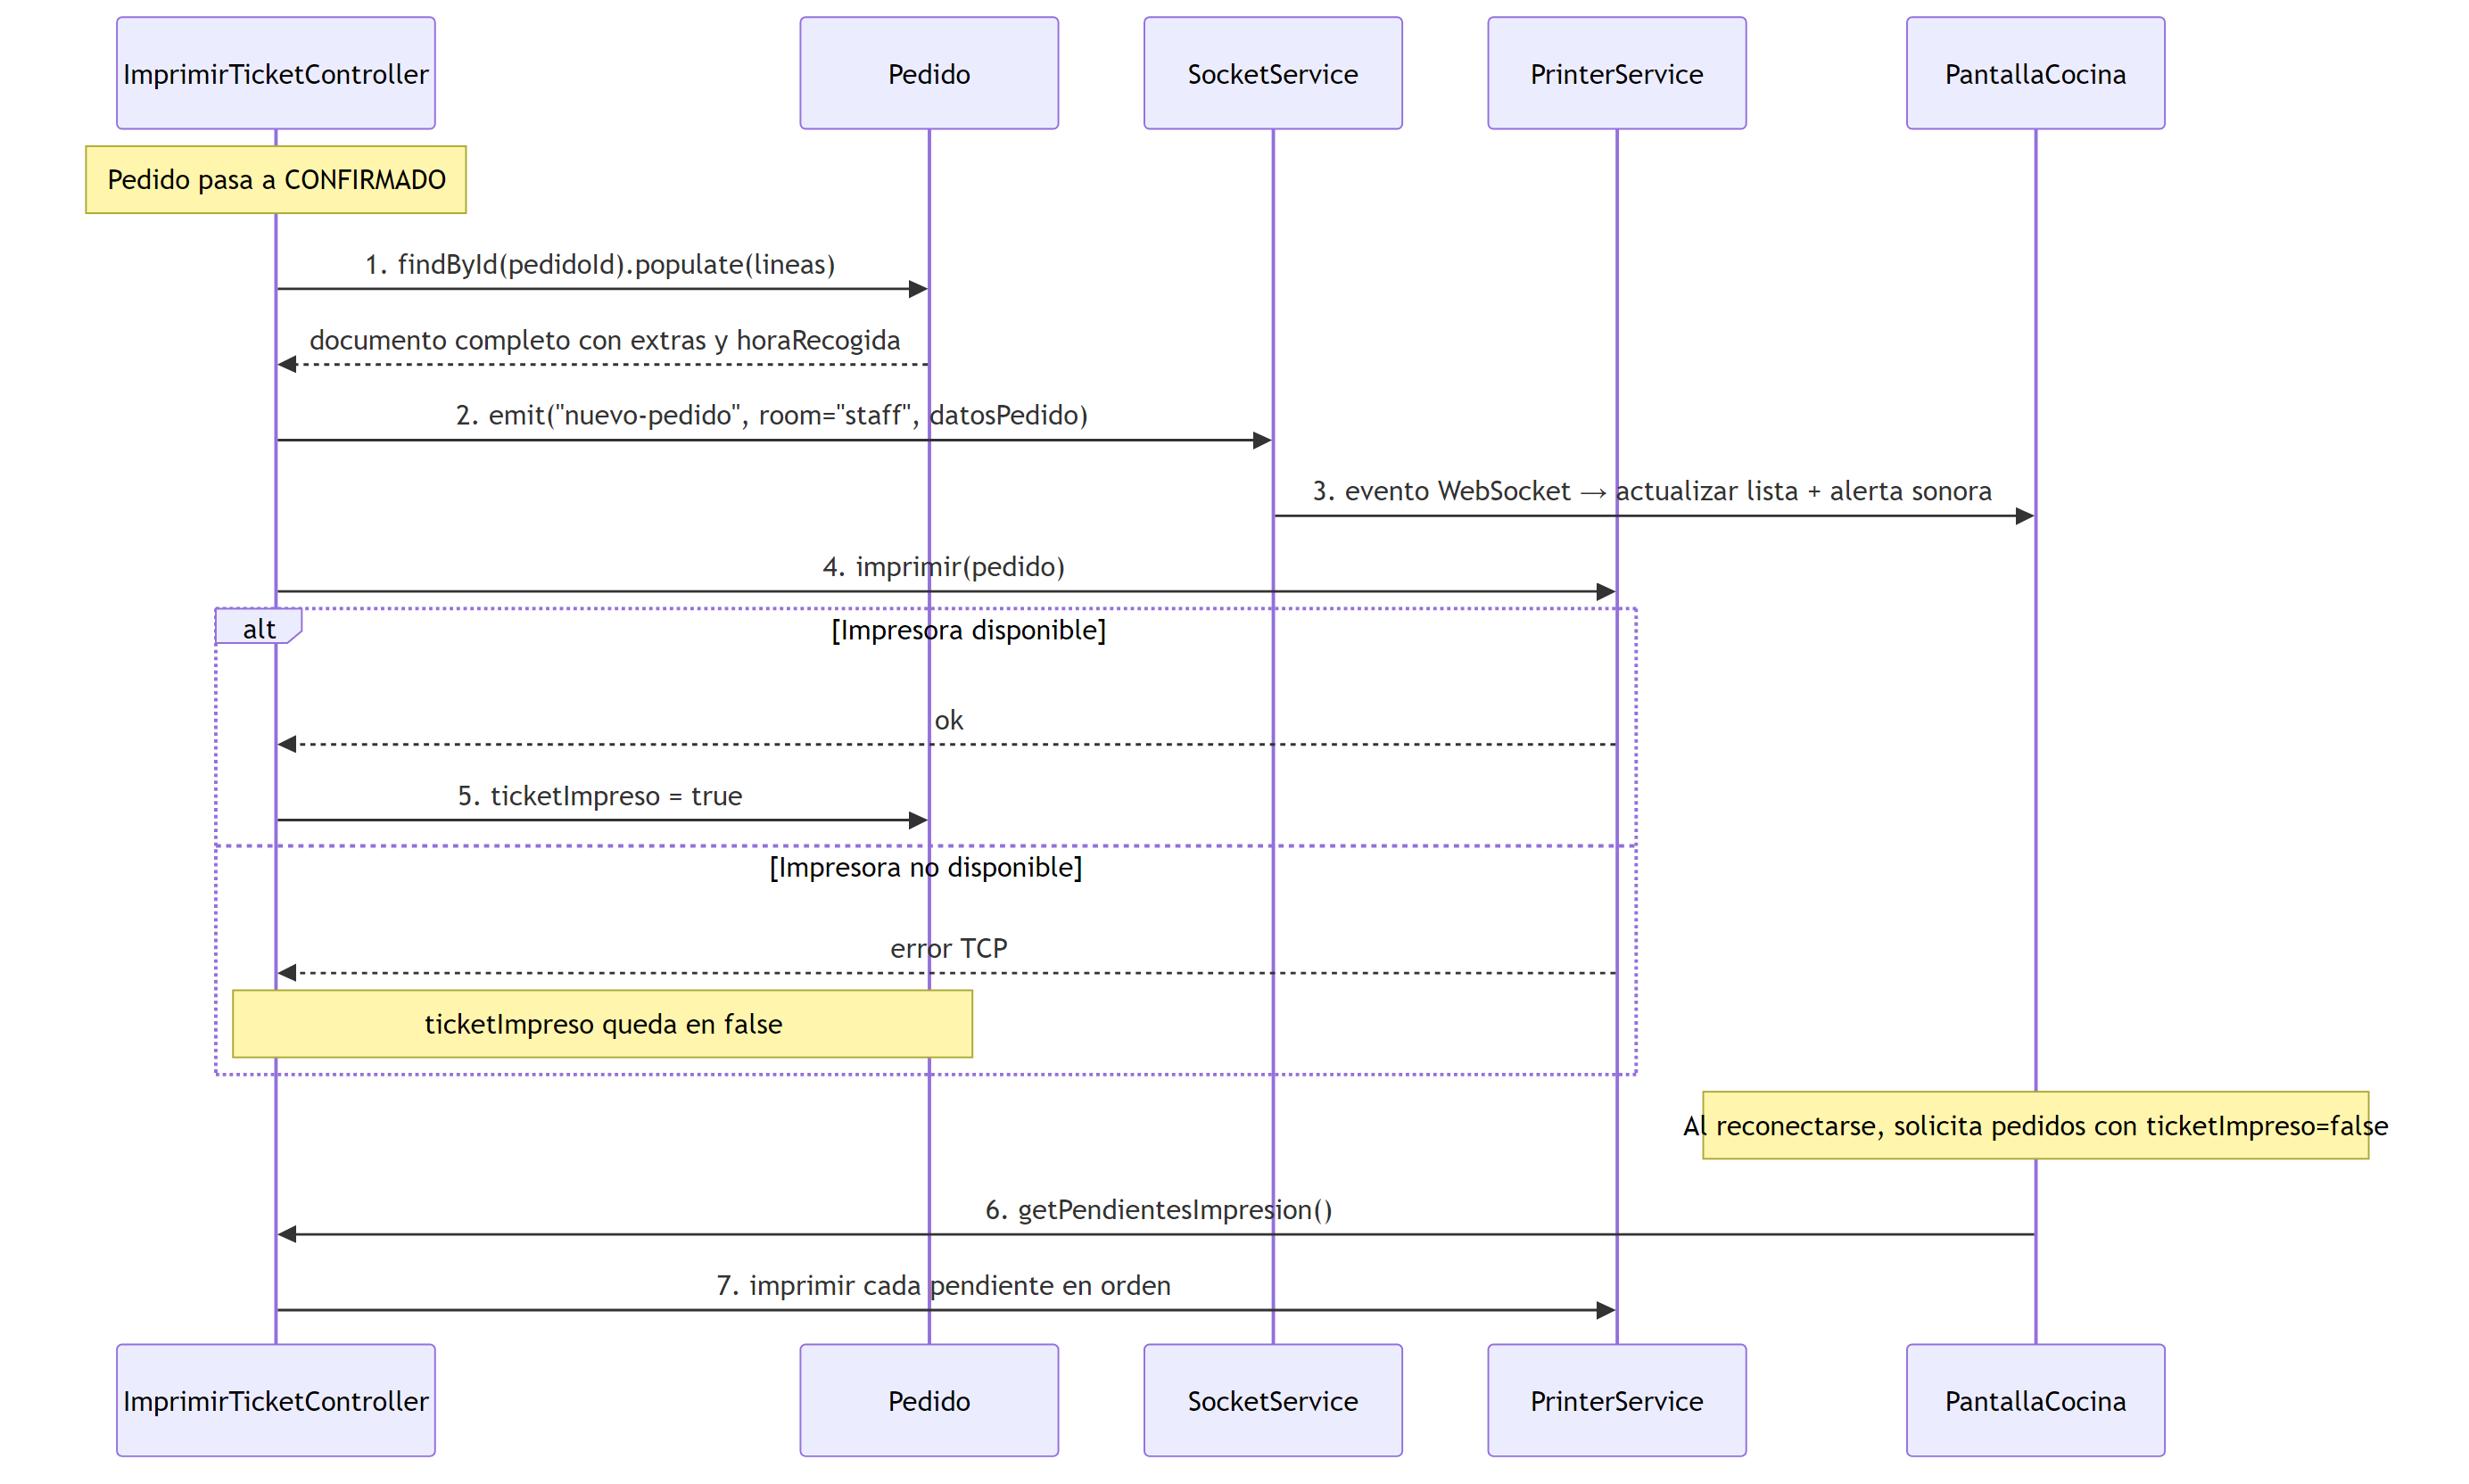 ImprimirTicketController
Pedido
SocketService
PrinterService
PantallaCocina
Pedido pasa a CONFIRMADO
1. findById(pedidoId).populate(lineas)
documento completo con extras y horaRecogida
2. emit("nuevo-pedido", room="staff", datosPedido)
3. evento WebSocket → actualizar lista + alerta sonora
4. imprimir(pedido)
alt
[Impresora disponible]
ok
5. ticketImpreso = true
[Impresora no disponible]
error TCP
ticketImpreso queda en false
Al reconectarse, solicita pedidos con ticketImpreso=false
6. getPendientesImpresion()
7. imprimir cada pendiente en orden
ImprimirTicketController
Pedido
SocketService
PrinterService
PantallaCocina